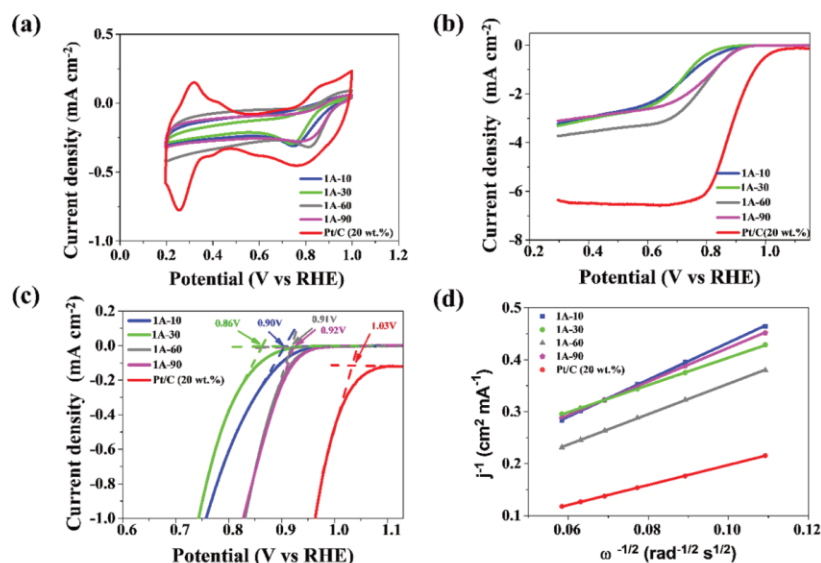 (a)
Current density (mA cm-2)
0.5
0.0
-0.5
-1.0
0.0 0.2 0.4 0.6 0.8 1.0 1.2
Potential (V vs RHE)
1A-10
1A-30
1A-60
1A-90
Pt/C (20 wt.%)
(b)
Current density (mA cm-2)
0
-2
-4
-6
-8
0.2 0.4 0.6 0.8 1.0
Potential (V vs RHE)
1A-10
1A-30
1A-60
1A-90
Pt/C(20 wt.%)
(c)
Current density (mA cm-2)
0.2
0.0
-0.2
-0.4
-0.6
-0.8
-1.0
0.6 0.7 0.8 0.9 1.0 1.1
Potential (V vs RHE)
0.86V
0.90V
0.91V
0.92V
1.03V
1A-10
1A-30
1A-60
1A-90
Pt/C (20 wt.%)
(d)
j-1 (cm2 mA-1)
0.5
0.4
0.3
0.2
0.1
0.04 0.06 0.08 0.10 0.12
ω -1/2 (rad-1/2 s1/2)
1A-10
1A-30
1A-60
1A-90
Pt/C (20 wt.%)